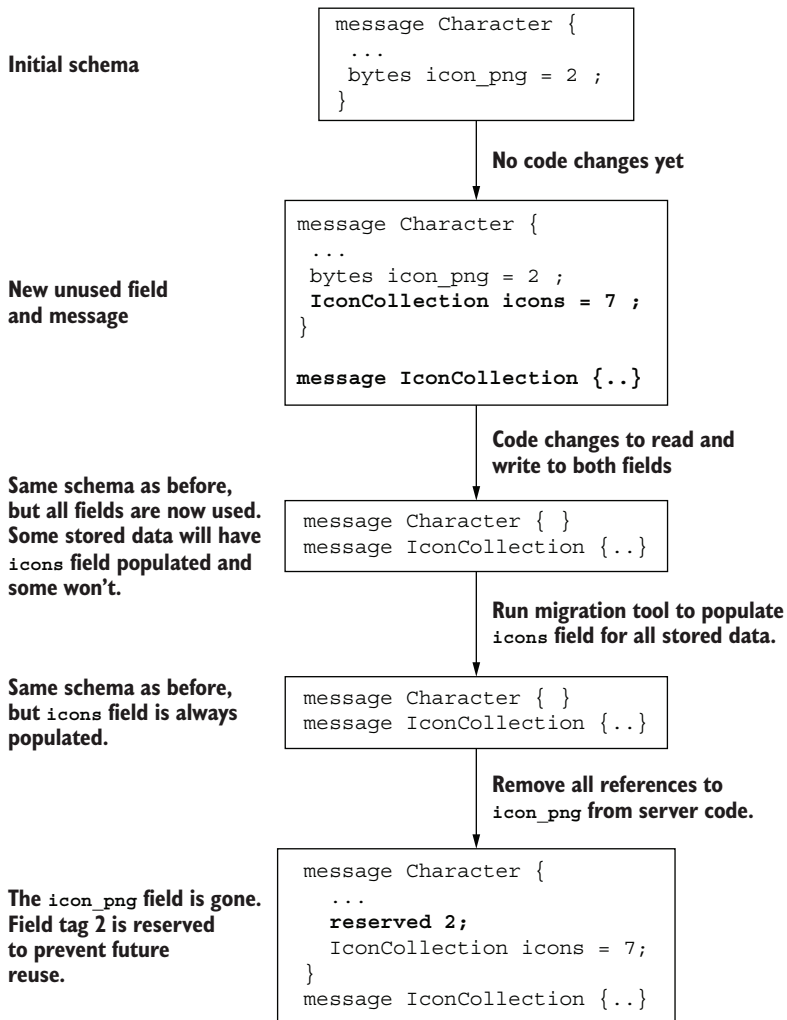 Initial schema
message Character {
...
bytes icon_png = 2 ;
}
No code changes yet
New unused field
and message
message Character {
...
bytes icon_png = 2 ;
IconCollection icons = 7 ;
}
message IconCollection {..}
Code changes to read and
write to both fields
Same schema as before,
but all fields are now used.
Some stored data will have
icons field populated and
some won't.
message Character { }
message IconCollection {..}
Run migration tool to populate
icons field for all stored data.
Same schema as before,
but icons field is always
populated.
message Character { }
message IconCollection {..}
Remove all references to
icon_png from server code.
The icon_png field is gone.
Field tag 2 is reserved
to prevent future
reuse.
message Character {
...
reserved 2;
IconCollection icons = 7;
}
message IconCollection {..}